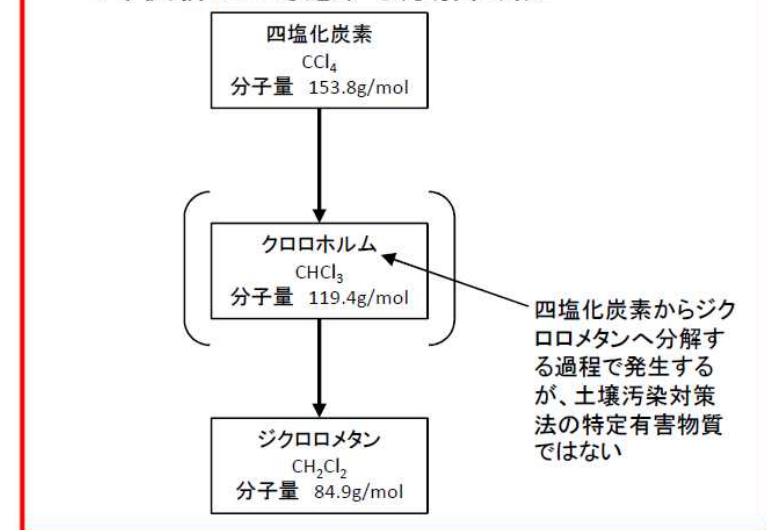 四塩化炭素
CCl₄
分子量 153.8g/mol
クロロホルム
CHCl₃
分子量 119.4g/mol
四塩化炭素からジク
ロロメタンへ分解す
る過程で発生する
が、土壌汚染対策
法の特定有害物質
ではない
ジクロロメタン
CH₂Cl₂
分子量 84.9g/mol